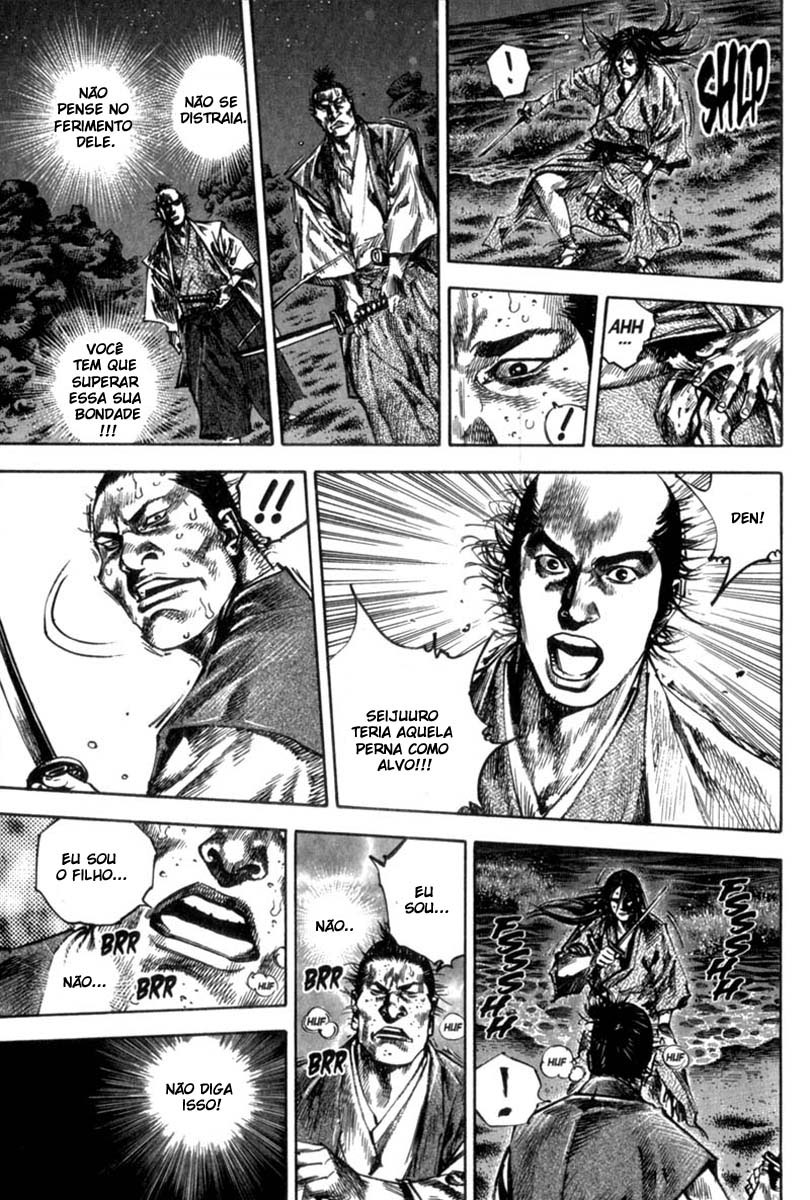 !
SHLP
NÃO SE
DISTRAIA.
NÃO
PENSE NO
FERIMENTO
DELE.
VOCÊ
TEM QUE
SUPERAR
ESSA SUA
BONDADE
!!!
AHH
...
!
DEN!
SEIJUURO
TERIA AQUELA
PERNA COMO
ALVO!!!
!!
FSSSHH
FSSSHH
HUF
HUF
!
EU
SOU...
NÃO..
BRR
HUF
HUF
BRR
EU SOU
O FILHO...
BRR
BRR
NÃO...
HUF
NÃO DIGA
ISSO!